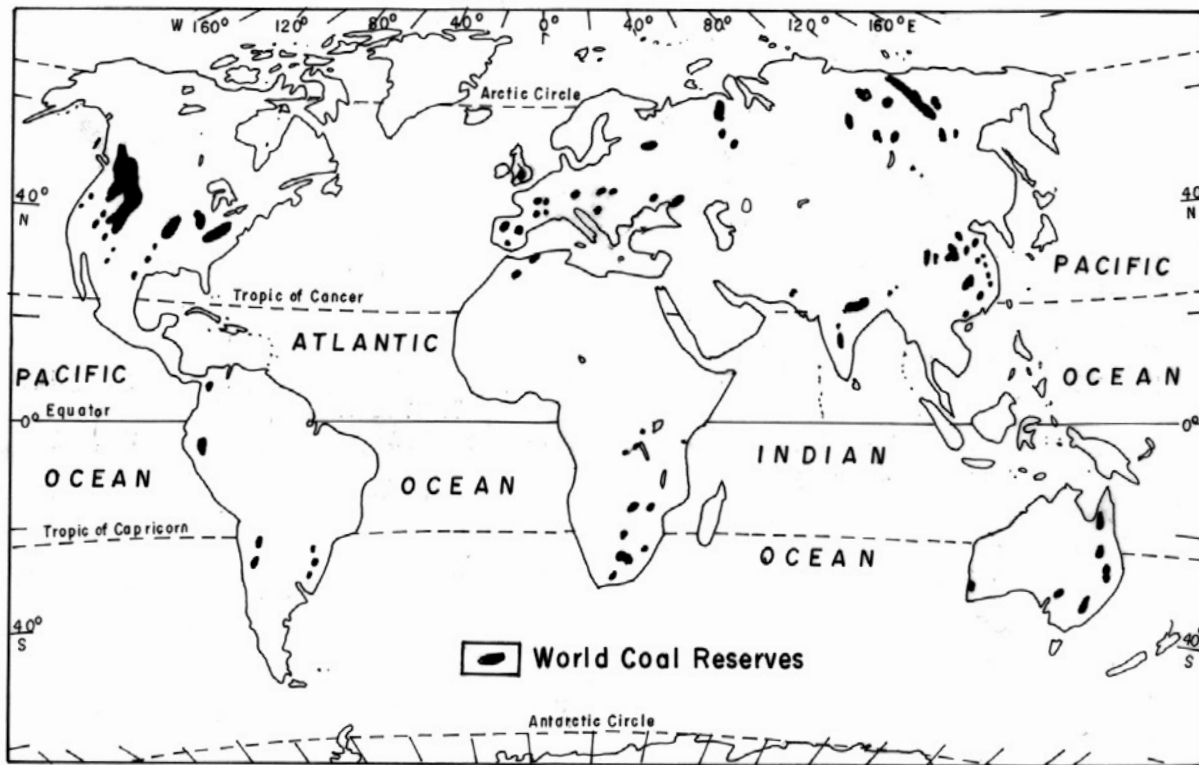 W 160° 120° 80° 40° 0° 40° 80° 120° 160° E
Arctic Circle
40°
N
40°
N
PACIFIC
Tropic of Cancer
ATLANTIC
PACIFIC
OCEAN
Equator
0°
0°
INDIAN
OCEAN
OCEAN
Tropic of Capricorn
OCEAN
40°
S
40°
S
World Coal Reserves
Antarctic Circle